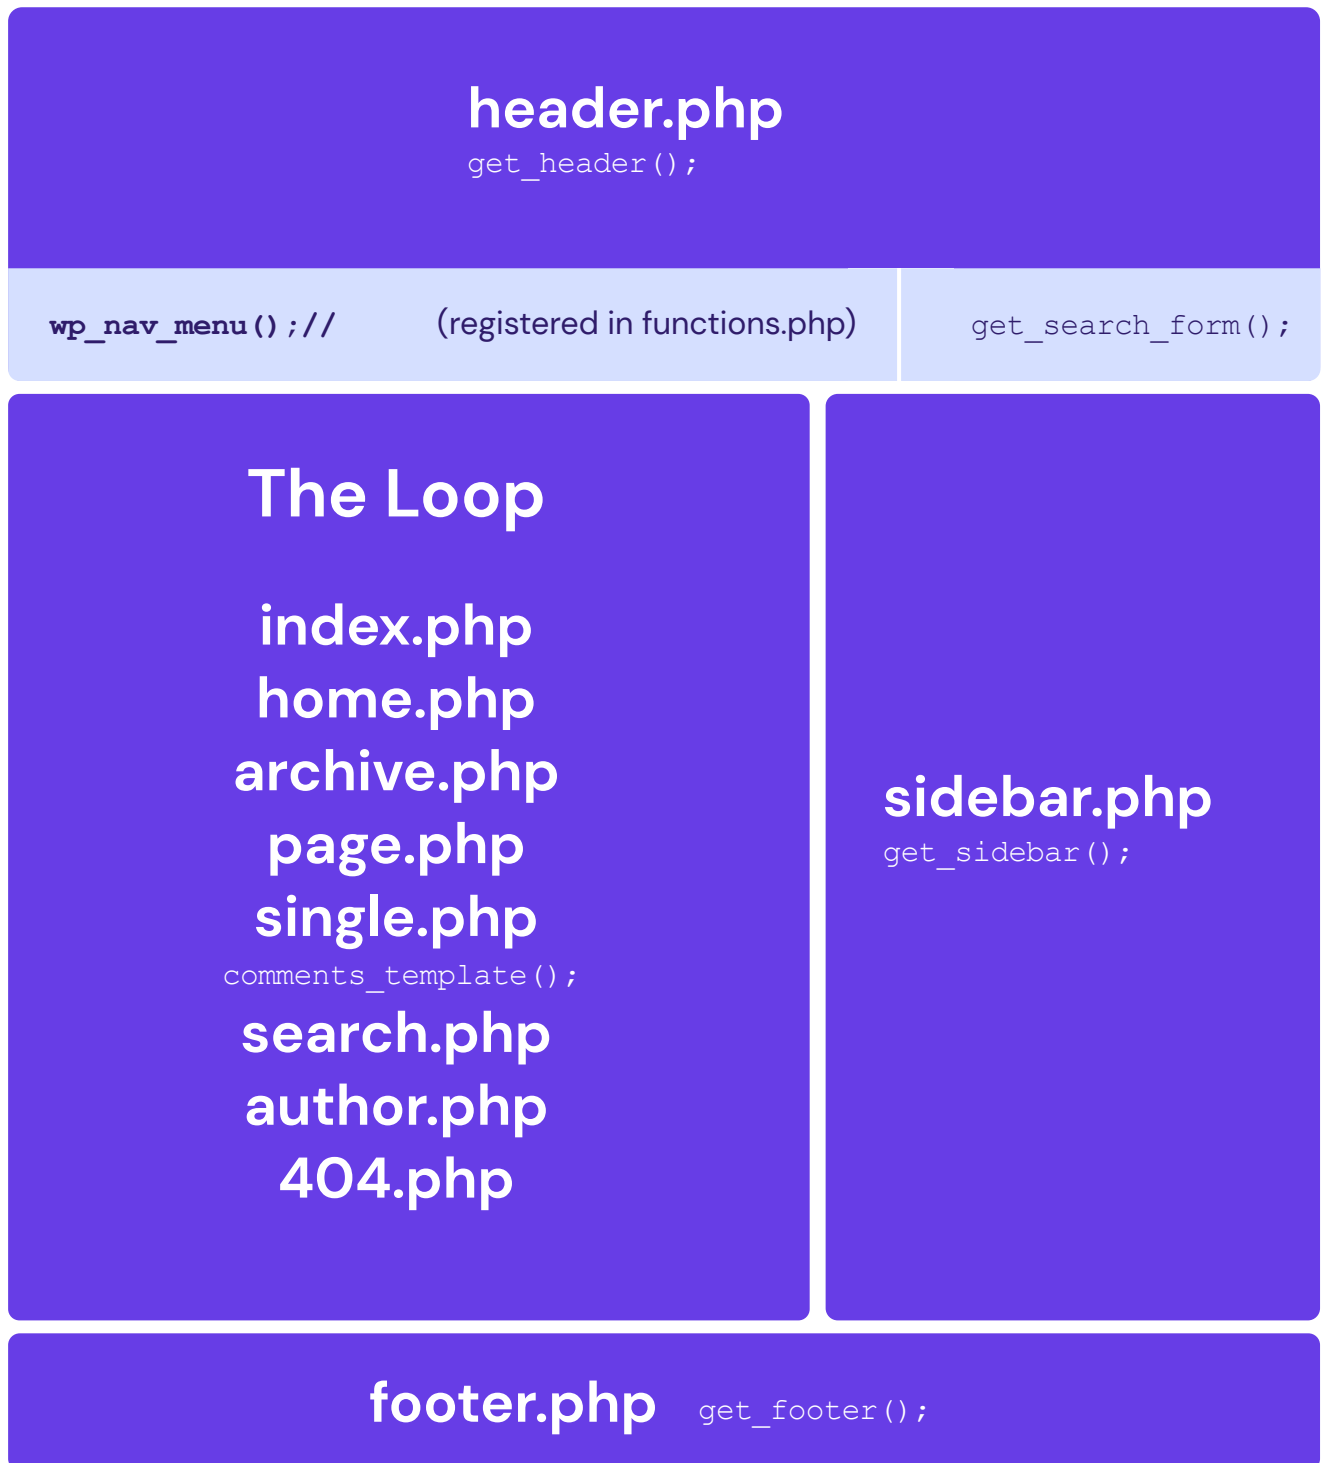 header.php
get_header();
wp_nav_menu();// (registered in functions.php) get_search_form();
The Loop
index.php
home.php
archive.php
page.php
single.php
comments_template();
search.php
author.php
404.php
sidebar.php
get_sidebar();
footer.php get_footer();